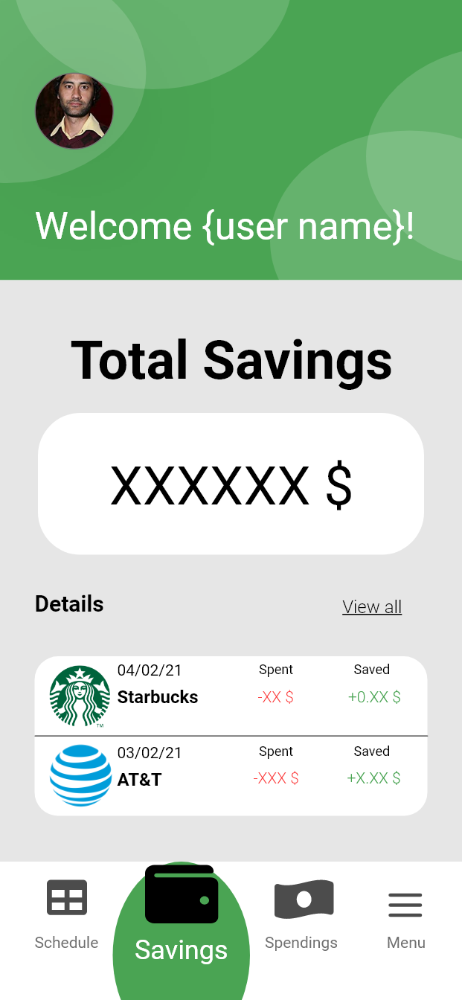 Welcome {user name}!
Total Savings
XXXXXX $
Details
View all
04/02/21
Spent
Saved
Starbucks
-XX $
+0.XX $
TM
03/02/21
Spent
Saved
AT&T
-XXX $
+X.XX $
Schedule
Savings
Spendings
Menu